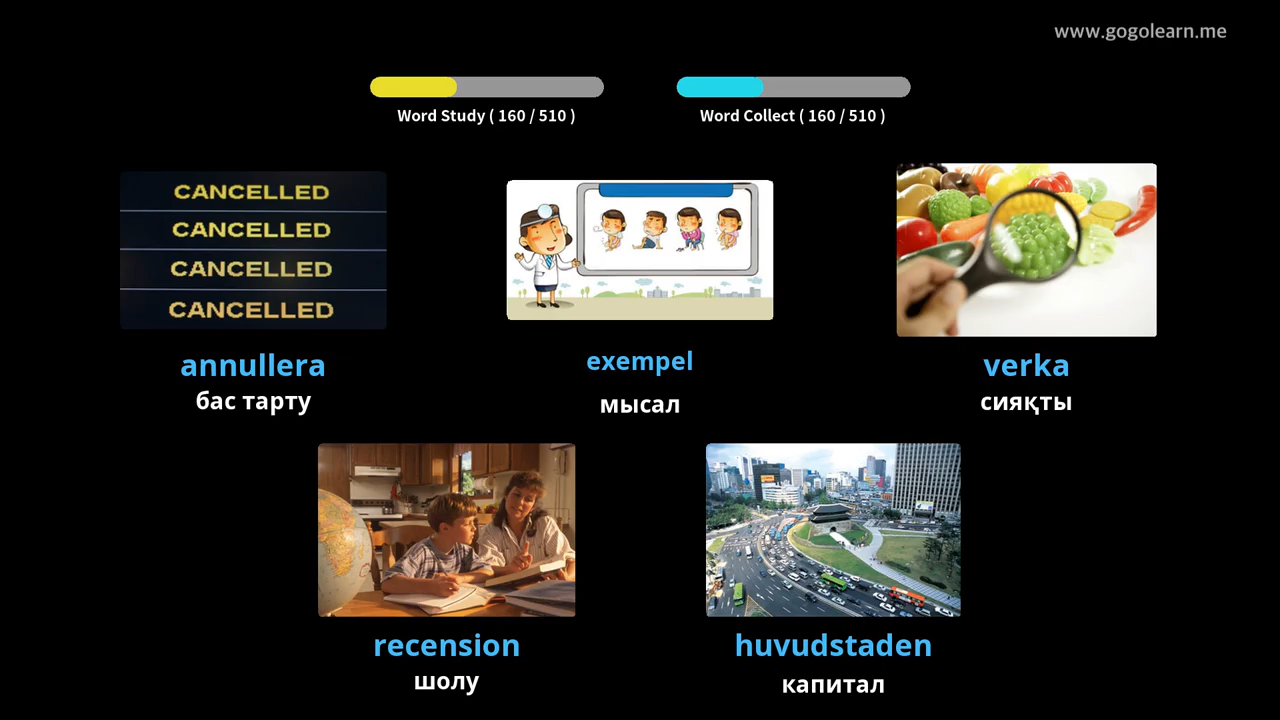 www.gogolearn.me
Word Study ( 160 / 510 )
Word Collect ( 160 / 510 )
CANCELLED
CANCELLED
CANCELLED
CANCELLED
annullera
бас тарту
exempel
мысал
verka
сияқты
recension
шолу
huvudstaden
капитал